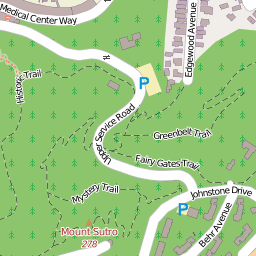 Medical Center Way
Edgewood Avenue
Historic Trail
P
Upper Service Road
Greenbelt Trail
Fairy Gates Trail
Mystery Trail
Johnstone Drive
P
Behr Avenue
Mount Sutro
278